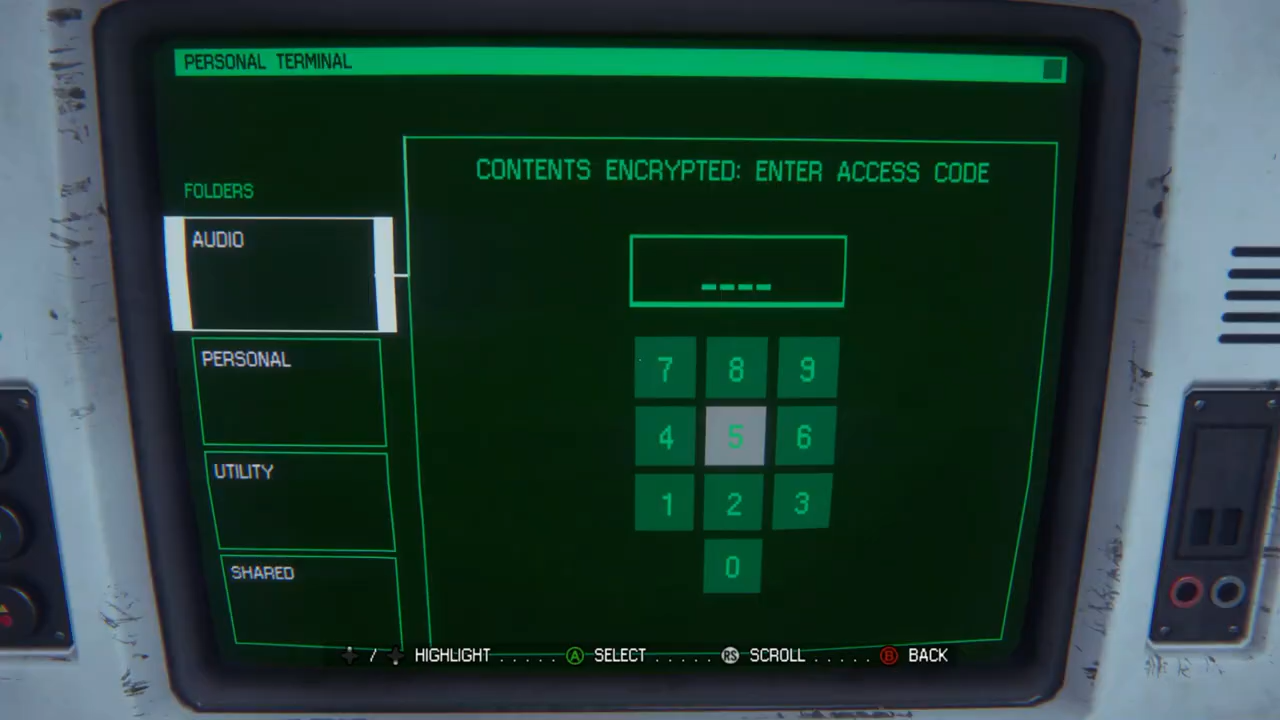 PERSONAL TERMINAL
CONTENTS ENCRYPTED: ENTER ACCESS CODE
FOLDERS
AUDIO
PERSONAL
UTILITY
SHARED
7 8 9
4 5 6
1 2 3
0
/ HIGHLIGHT ..... A SELECT ..... RS SCROLL ..... B BACK